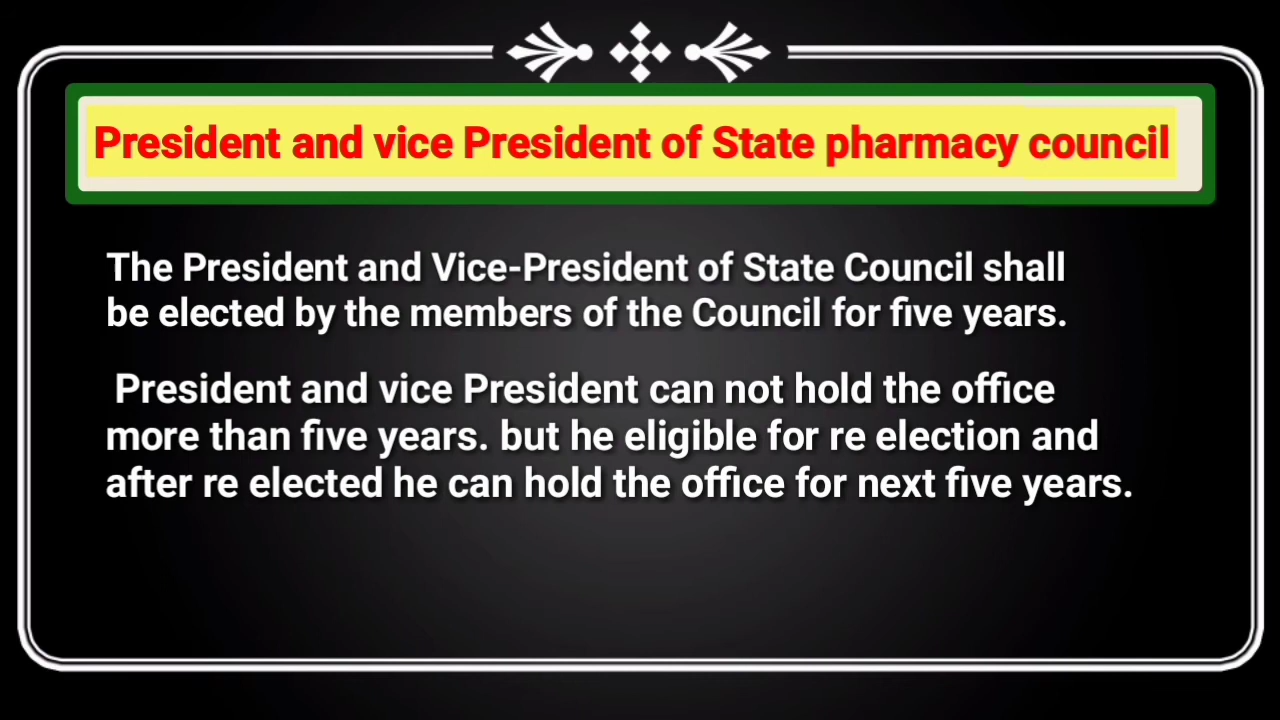 President and vice President of State pharmacy council
The President and Vice-President of State Council shall
be elected by the members of the Council for five years.
President and vice President can not hold the office
more than five years. but he eligible for re election and
after re elected he can hold the office for next five years.